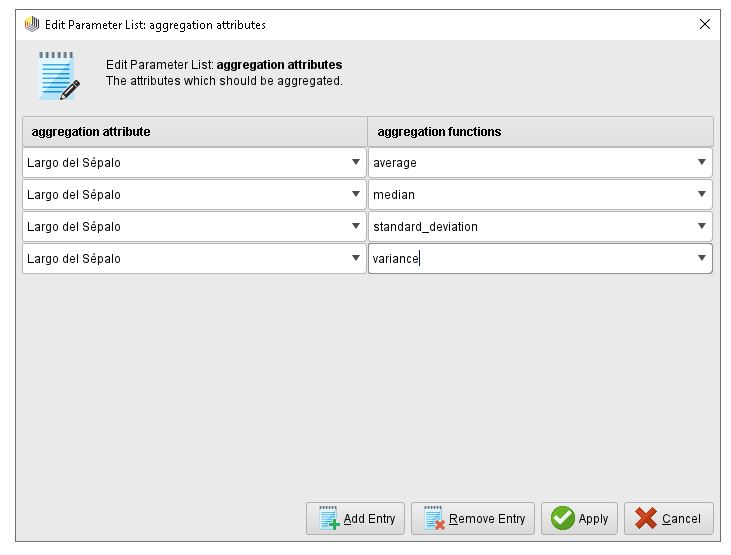 Edit Parameter List: aggregation attributes
Edit Parameter List: aggregation attributes
The attributes which should be aggregated.
aggregation attribute aggregation functions
Largo del Sépalo average
Largo del Sépalo median
Largo del Sépalo standard_deviation
Largo del Sépalo variance
Add Entry Remove Entry Apply Cancel